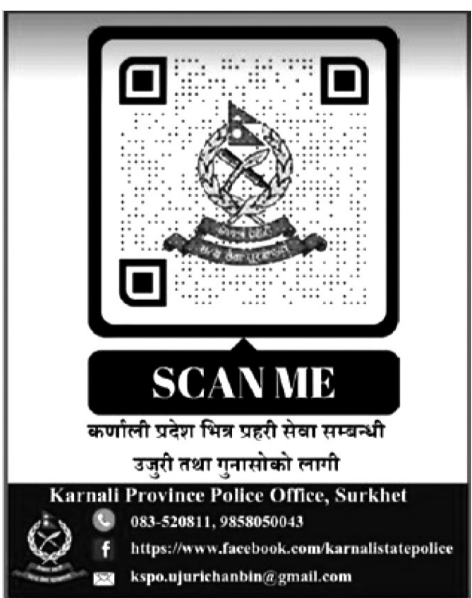 SCAN ME
कर्णाली प्रदेश भित्र प्रहरी सेवा सम्बन्धी
उजुरी तथा गुनासोको लागी
Karnali Province Police Office, Surkhet
083-520811, 9858050043
https://www.facebook.com/karnalistatepolice
kspo.ujurichanbin@gmail.com